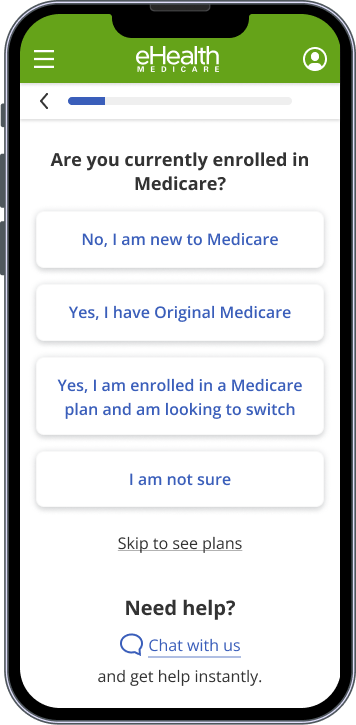 eHealth
MEDICARE
Are you currently enrolled in
Medicare?
No, I am new to Medicare
Yes, I have Original Medicare
Yes, I am enrolled in a Medicare
plan and am looking to switch
I am not sure
Skip to see plans
Need help?
Chat with us
and get help instantly.